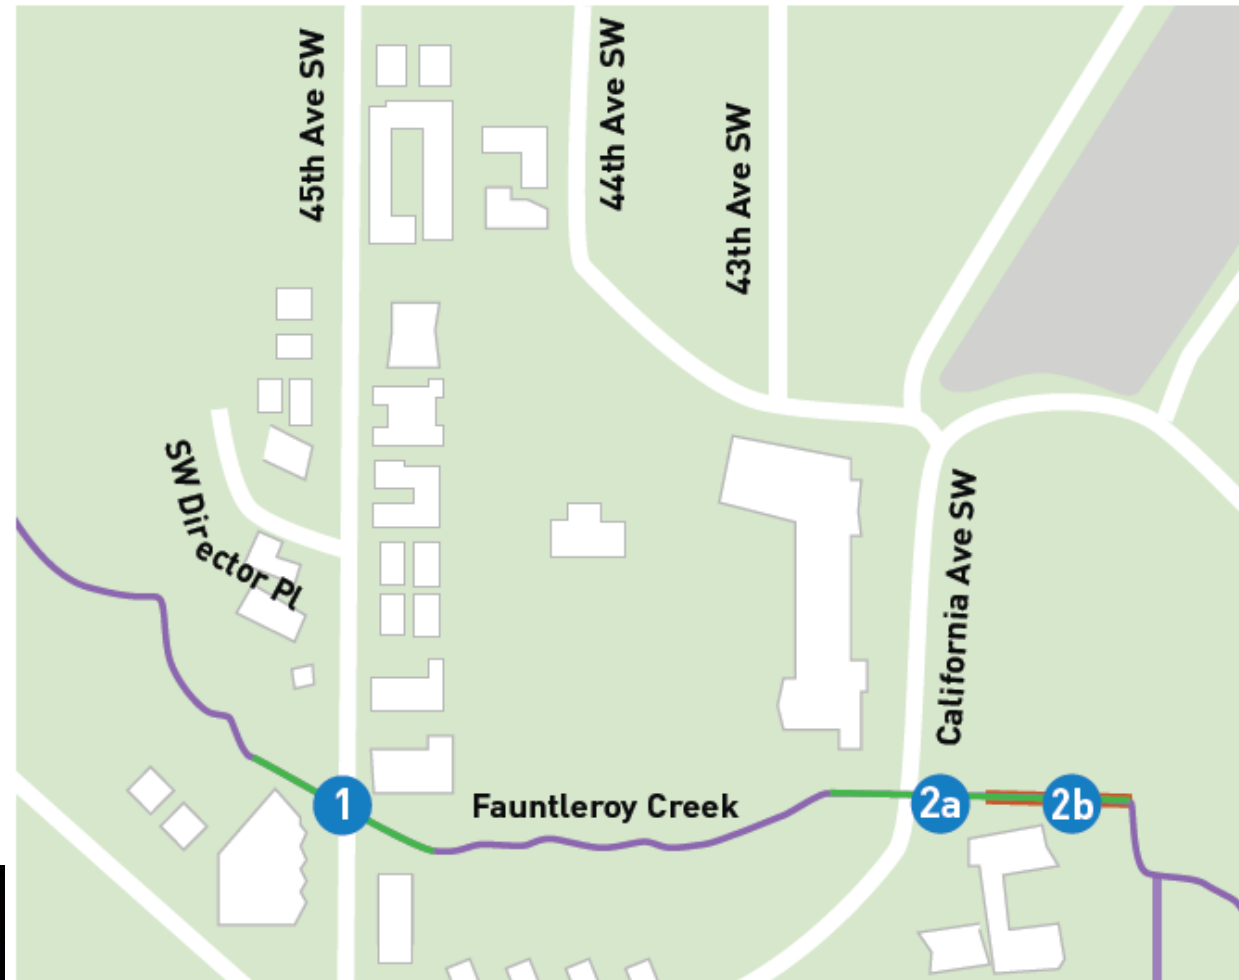 45th Ave SW
44th Ave SW
43th Ave SW
SW Director Pl
California Ave SW
1
Fauntleroy Creek
2a
2b